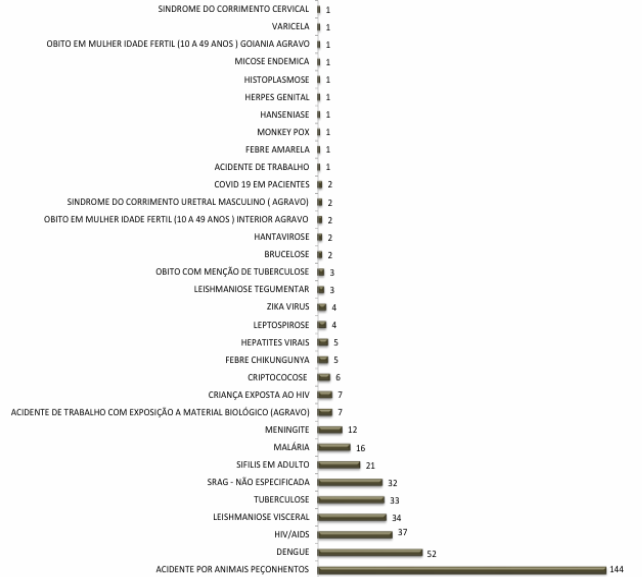 SINDROME DO CORRIMENTO CERVICAL 1
VARICELA 1
OBITO EM MULHER IDADE FERTIL (10 A 49 ANOS ) GOIANIA AGRAVO 1
MICOSE ENDEMICA 1
HISTOPLASMOSE 1
HERPES GENITAL 1
HANSENIASE 1
MONKEY POX 1
FEBRE AMARELA 1
ACIDENTE DE TRABALHO 1
COVID 19 EM PACIENTES 2
SINDROME DO CORRIMENTO URETRAL MASCULINO ( AGRAVO) 2
OBITO EM MULHER IDADE FERTIL (10 A 49 ANOS ) INTERIOR AGRAVO 2
HANTAVIROSE 2
BRUCELOSE 2
OBITO COM MENÇÃO DE TUBERCULOSE 3
LEISHMANIOSE TEGUMENTAR 3
ZIKA VIRUS 4
LEPTOSPIROSE 4
HEPATITES VIRAIS 5
FEBRE CHIKUNGUNYA 5
CRIPTOCOCOSE 6
CRIANÇA EXPOSTA AO HIV 7
ACIDENTE DE TRABALHO COM EXPOSIÇÃO A MATERIAL BIOLÓGICO (AGRAVO) 7
MENINGITE 12
MALÁRIA 16
SIFILIS EM ADULTO 21
SRAG - NÃO ESPECIFICADA 32
TUBERCULOSE 33
LEISHMANIOSE VISCERAL 34
HIV/AIDS 37
DENGUE 52
ACIDENTE POR ANIMAIS PEÇONHENTOS 144